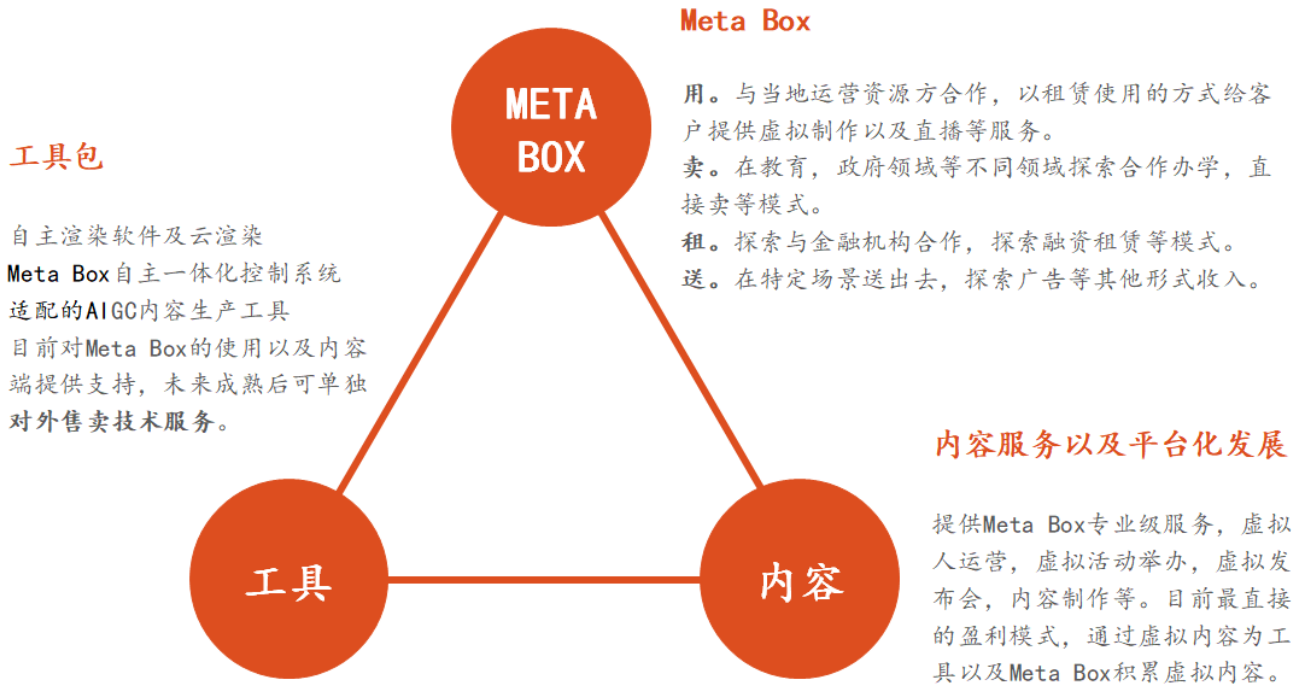 Meta Box
用。与当地运营资源方合作，以租赁使用的方式给客
户提供虚拟制作以及直播等服务。
卖。在教育，政府领域等不同领域探索合作办学，直
接卖等模式。
租。探索与金融机构合作，探索融资租赁等模式。
送。在特定场景送出去，探索广告等其他形式收入。
META
BOX
工具包
自主渲染软件及云渲染
Meta Box自主一体化控制系统
适配的AIGC内容生产工具
目前对Meta Box的使用以及内容
端提供支持，未来成熟后可单独
对外售卖技术服务。
内容服务以及平台化发展
提供Meta Box专业级服务，虚拟
人运营，虚拟活动举办，虚拟发
布会，内容制作等。目前最直接
的盈利模式，通过虚拟内容为工
具以及Meta Box积累虚拟内容。
工具
内容